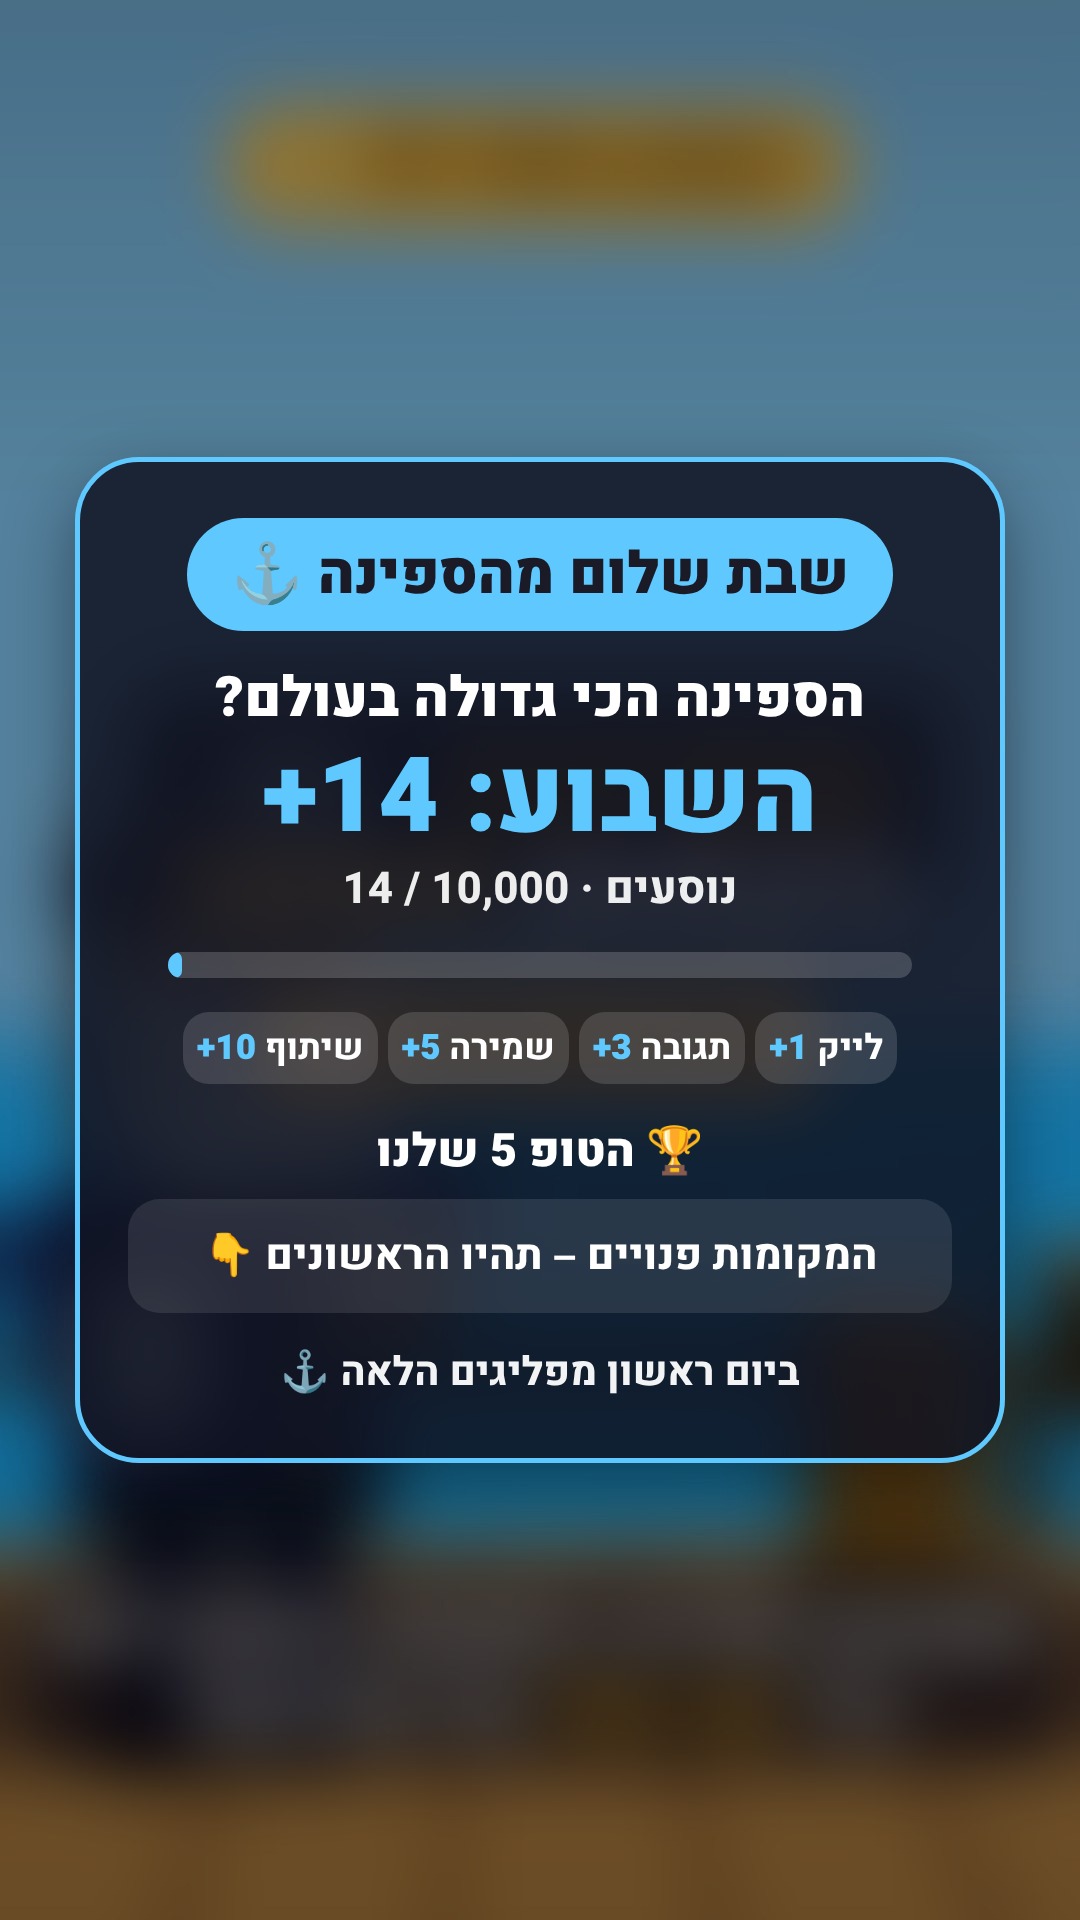 שבת שלום מהספינה ⚓
הספינה הכי גדולה בעולם?
השבוע: 14+
נוסעים · 10,000 / 14
לייק 1+ תגובה 3+ שמירה 5+ שיתוף 10+
🏆 הטופ 5 שלנו
המקומות פנויים – תהיו הראשונים 👇
ביום ראשון מפליגים הלאה ⚓